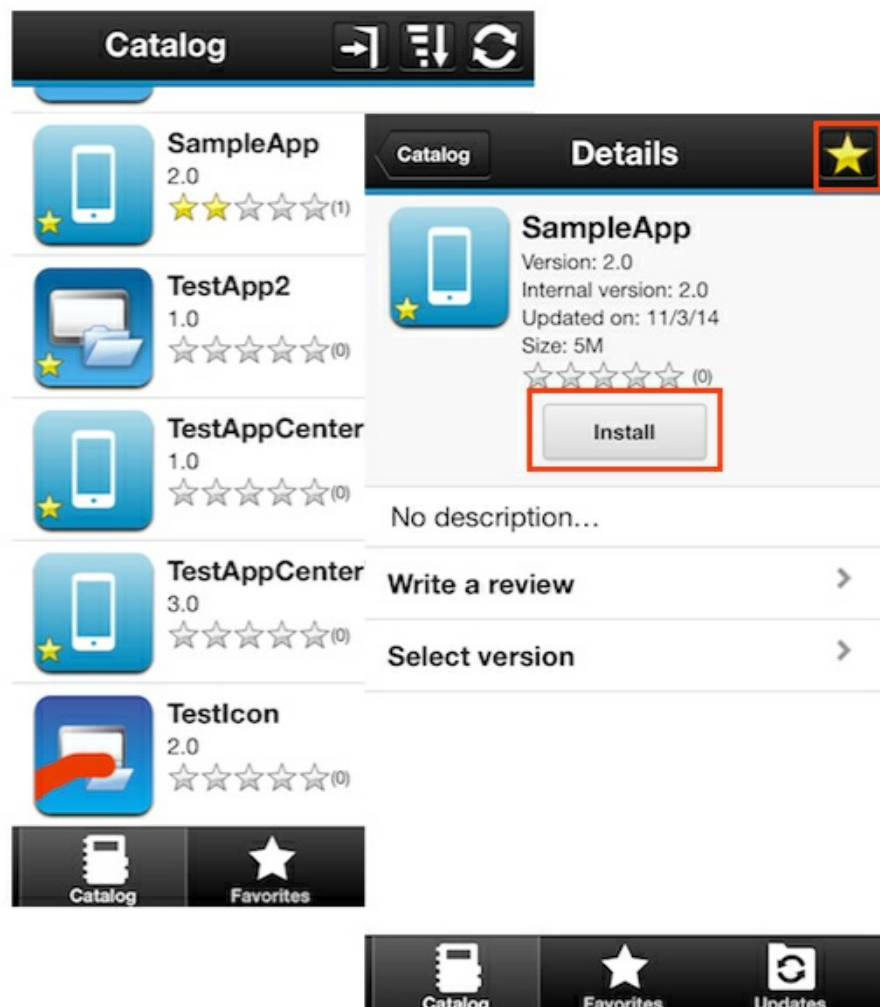 Catalog
SampleApp
2.0
(1)
TestApp2
1.0
(0)
TestAppCenter
1.0
(0)
TestAppCenter
3.0
(0)
TestIcon
2.0
(0)
Catalog
Favorites
Catalog
Details
SampleApp
Version: 2.0
Internal version: 2.0
Updated on: 11/3/14
Size: 5M
(0)
Install
No description...
Write a review
Select version
Catalog
Favorites
Updates